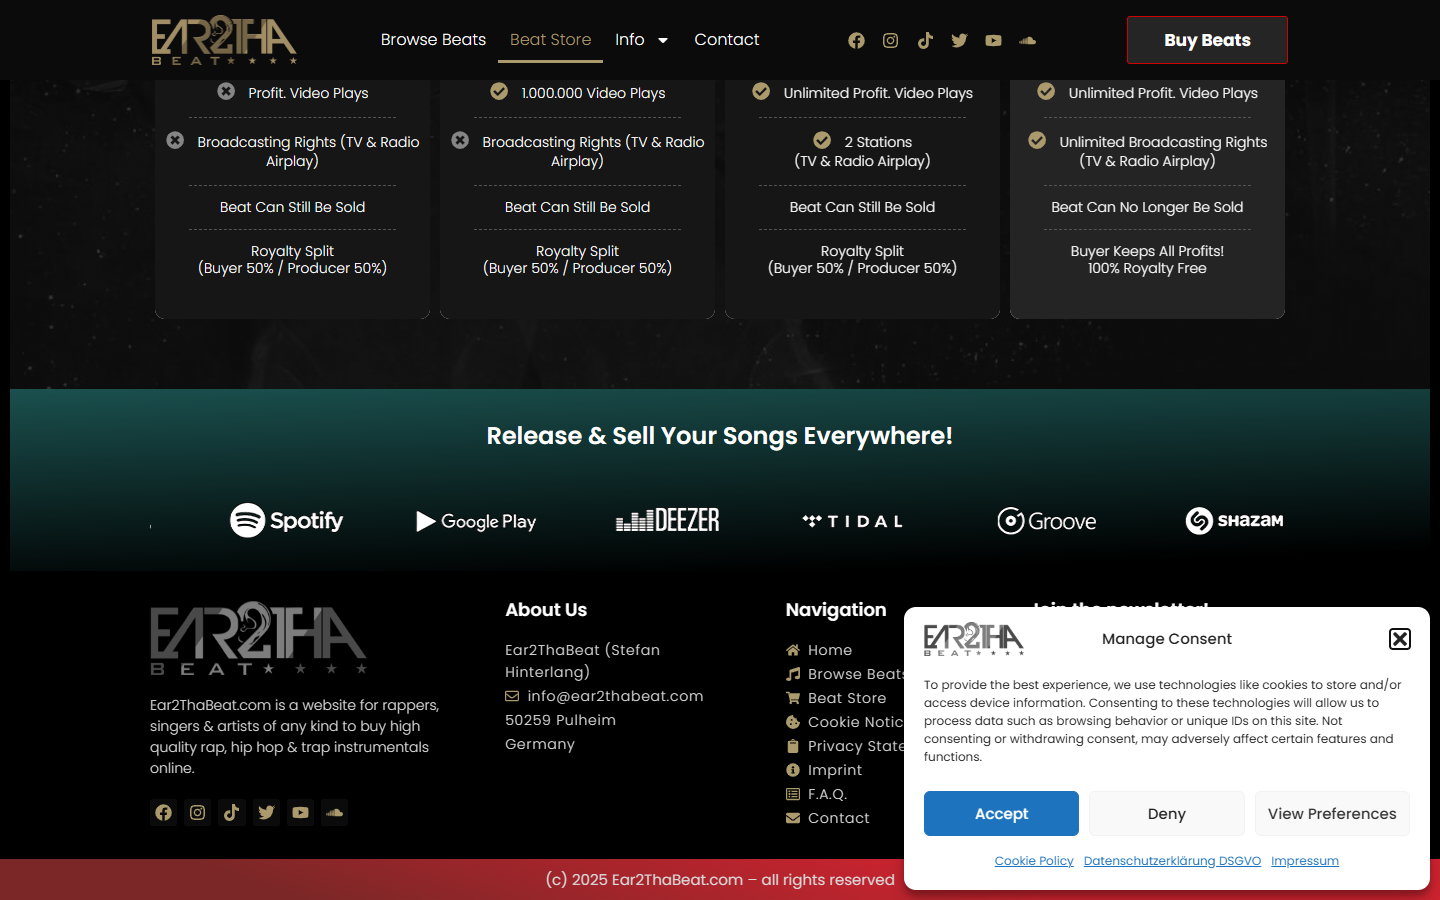 EAR2THA
BEAT
Browse Beats
Beat Store
Info
Contact
Buy Beats
Profit. Video Plays
Broadcasting Rights (TV & Radio
Airplay)
Beat Can Still Be Sold
Royalty Split
(Buyer 50% / Producer 50%)
1.000.000 Video Plays
Broadcasting Rights (TV & Radio
Airplay)
Beat Can Still Be Sold
Royalty Split
(Buyer 50% / Producer 50%)
Unlimited Profit. Video Plays
2 Stations
(TV & Radio Airplay)
Beat Can Still Be Sold
Royalty Split
(Buyer 50% / Producer 50%)
Unlimited Profit. Video Plays
Unlimited Broadcasting Rights
(TV & Radio Airplay)
Beat Can No Longer Be Sold
Buyer Keeps All Profits!
100% Royalty Free
Release & Sell Your Songs Everywhere!
Spotify
Google Play
DEEZER
TIDAL
Groove
SHAZAM
EAR2THA
BEAT
Ear2ThaBeat.com is a website for rappers,
singers & artists of any kind to buy high
quality rap, hip hop & trap instrumentals
online.
About Us
Ear2ThaBeat (Stefan
Hinterlang)
info@ear2thabeat.com
50259 Pulheim
Germany
Navigation
Home
Browse Beats
Beat Store
Cookie Notic
Privacy State
Imprint
F.A.Q.
Contact
Join the newsletter!
EAR2THA
BEAT
Manage Consent
To provide the best experience, we use technologies like cookies to store and/or
access device information. Consenting to these technologies will allow us to
process data such as browsing behavior or unique IDs on this site. Not
consenting or withdrawing consent, may adversely affect certain features and
functions.
Accept
Deny
View Preferences
Cookie Policy
Datenschutzerklärung DSGVO
Impressum
(c) 2025 Ear2ThaBeat.com – all rights reserved